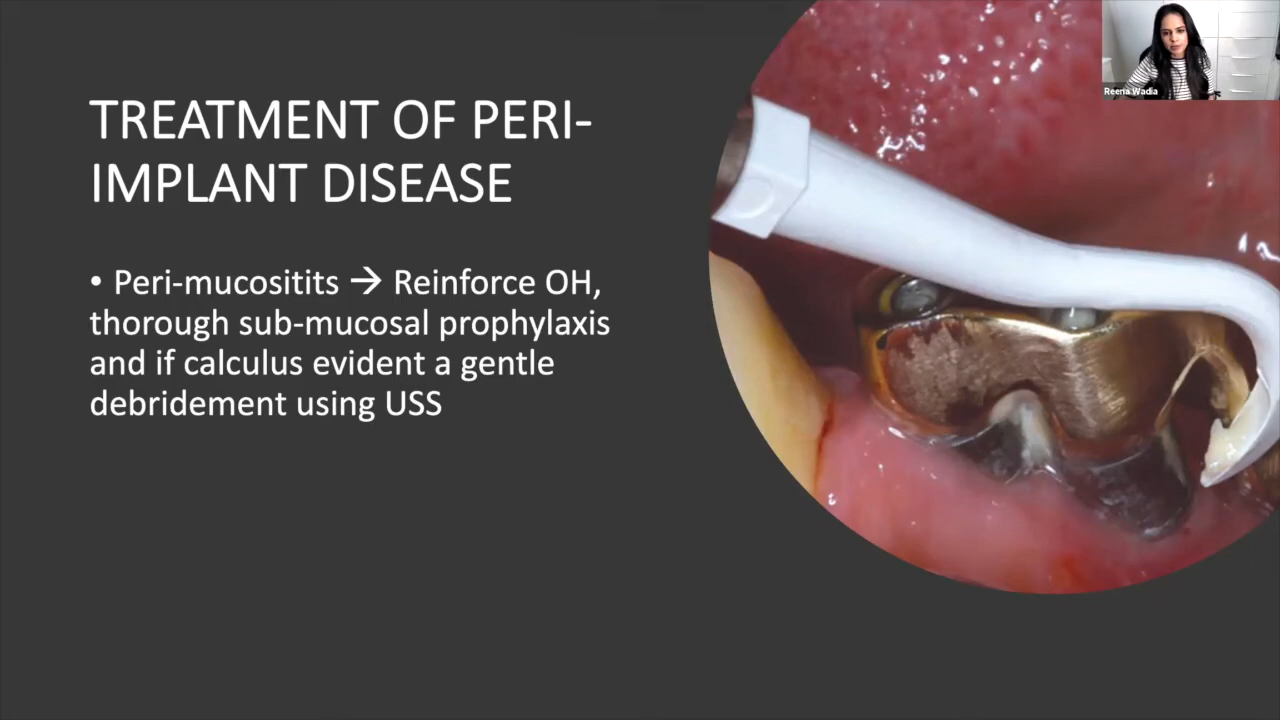 TREATMENT OF PERI-
IMPLANT DISEASE
• Peri-mucositits → Reinforce OH,
thorough sub-mucosal prophylaxis
and if calculus evident a gentle
debridement using USS
Reena Wadia